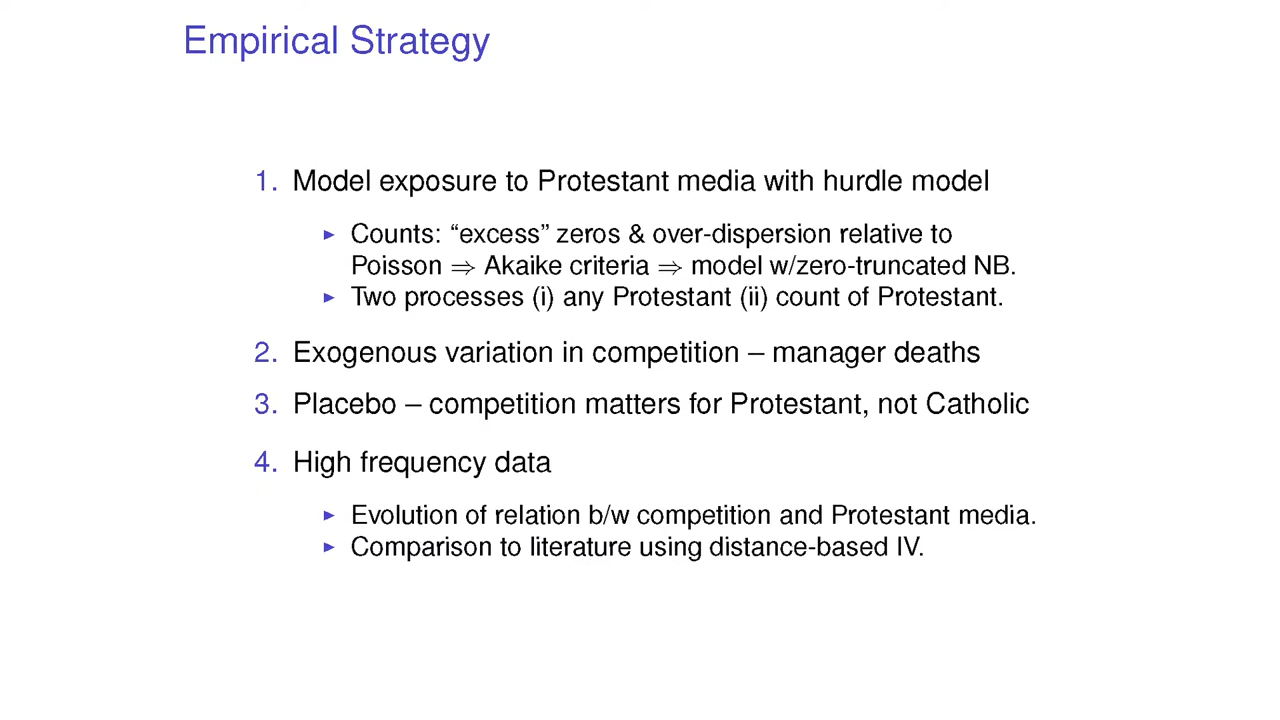 Empirical Strategy
1. Model exposure to Protestant media with hurdle model
▶ Counts: “excess” zeros & over-dispersion relative to
Poisson ⇒ Akaike criteria ⇒ model w/zero-truncated NB.
▶ Two processes (i) any Protestant (ii) count of Protestant.
2. Exogenous variation in competition – manager deaths
3. Placebo – competition matters for Protestant, not Catholic
4. High frequency data
▶ Evolution of relation b/w competition and Protestant media.
▶ Comparison to literature using distance-based IV.